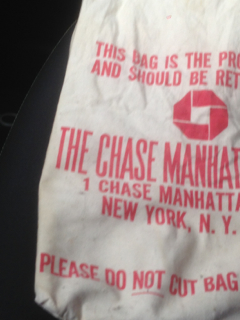 THIS BAG IS THE PRO
AND SHOULD BE RET
THE CHASE MANHAT
1 CHASE MANHATTA
NEW YORK, N. Y.
PLEASE DO NOT CUT BAG